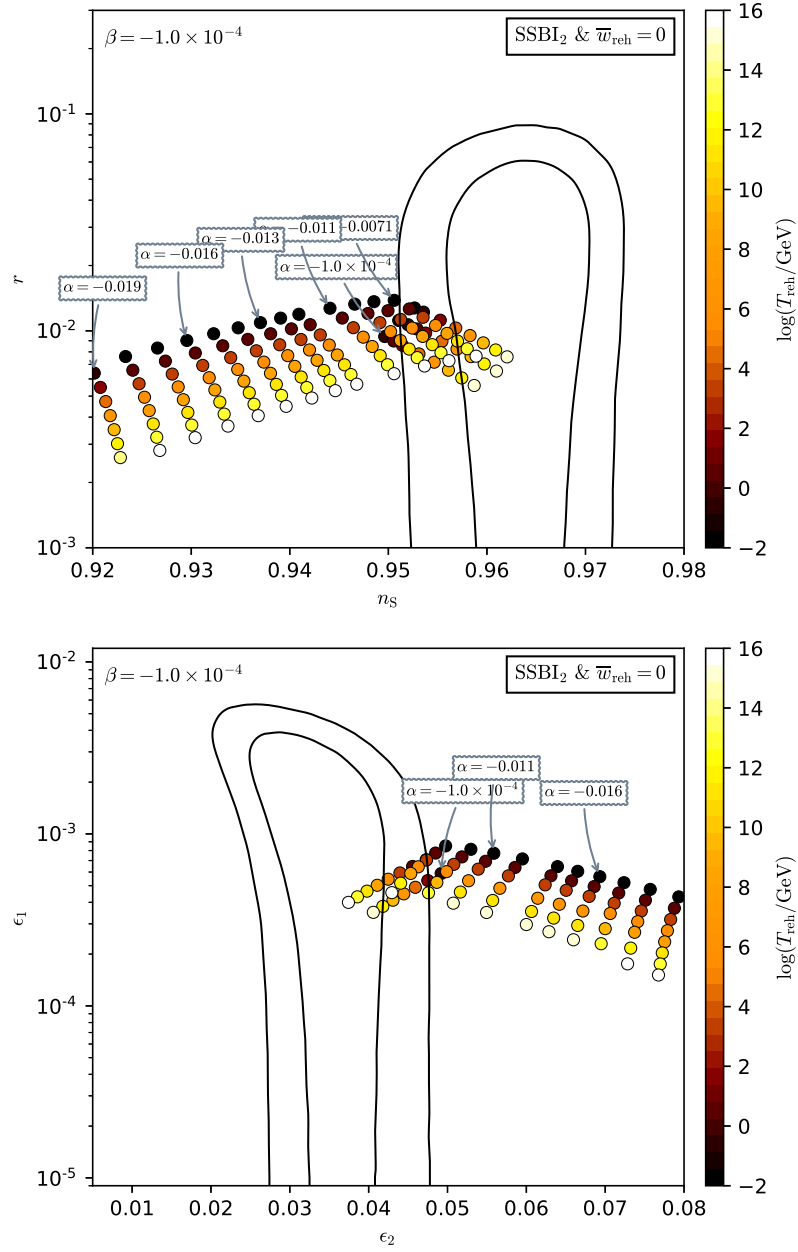 β = −1.0 × 10⁻⁴
SSBI₂ & w̅_reh = 0
10⁻¹
10⁻²
10⁻³
r
α = −0.019
α = −0.016
α = −0.013
−0.011
−0.0071
α = −1.0 × 10⁻⁴
0.92 0.93 0.94 0.95 0.96 0.97 0.98
n_S
16
14
12
10
8
6
4
2
0
−2
log(T_reh/GeV)
β = −1.0 × 10⁻⁴
SSBI₂ & w̅_reh = 0
10⁻²
10⁻³
10⁻⁴
10⁻⁵
ϵ₁
α = −0.011
α = −1.0 × 10⁻⁴
α = −0.016
0.01 0.02 0.03 0.04 0.05 0.06 0.07 0.08
ϵ₂
16
14
12
10
8
6
4
2
0
−2
log(T_reh/GeV)